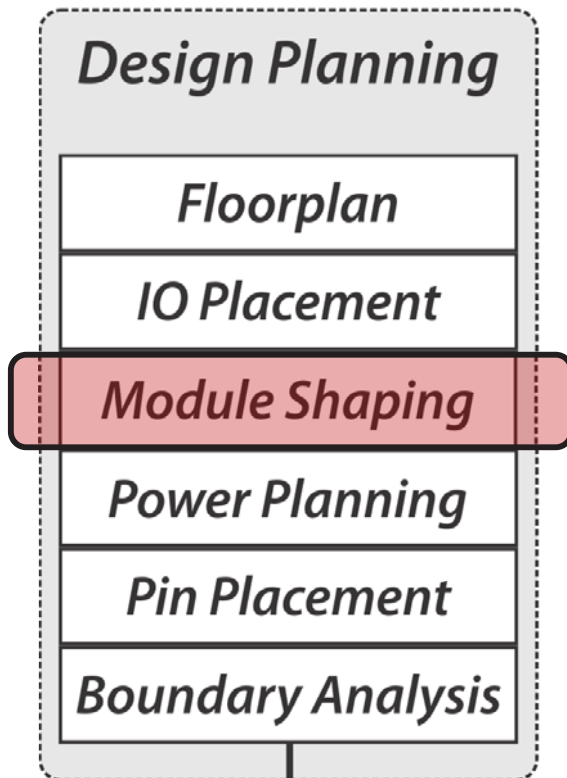 Design Planning
Floorplan
IO Placement
Module Shaping
Power Planning
Pin Placement
Boundary Analysis